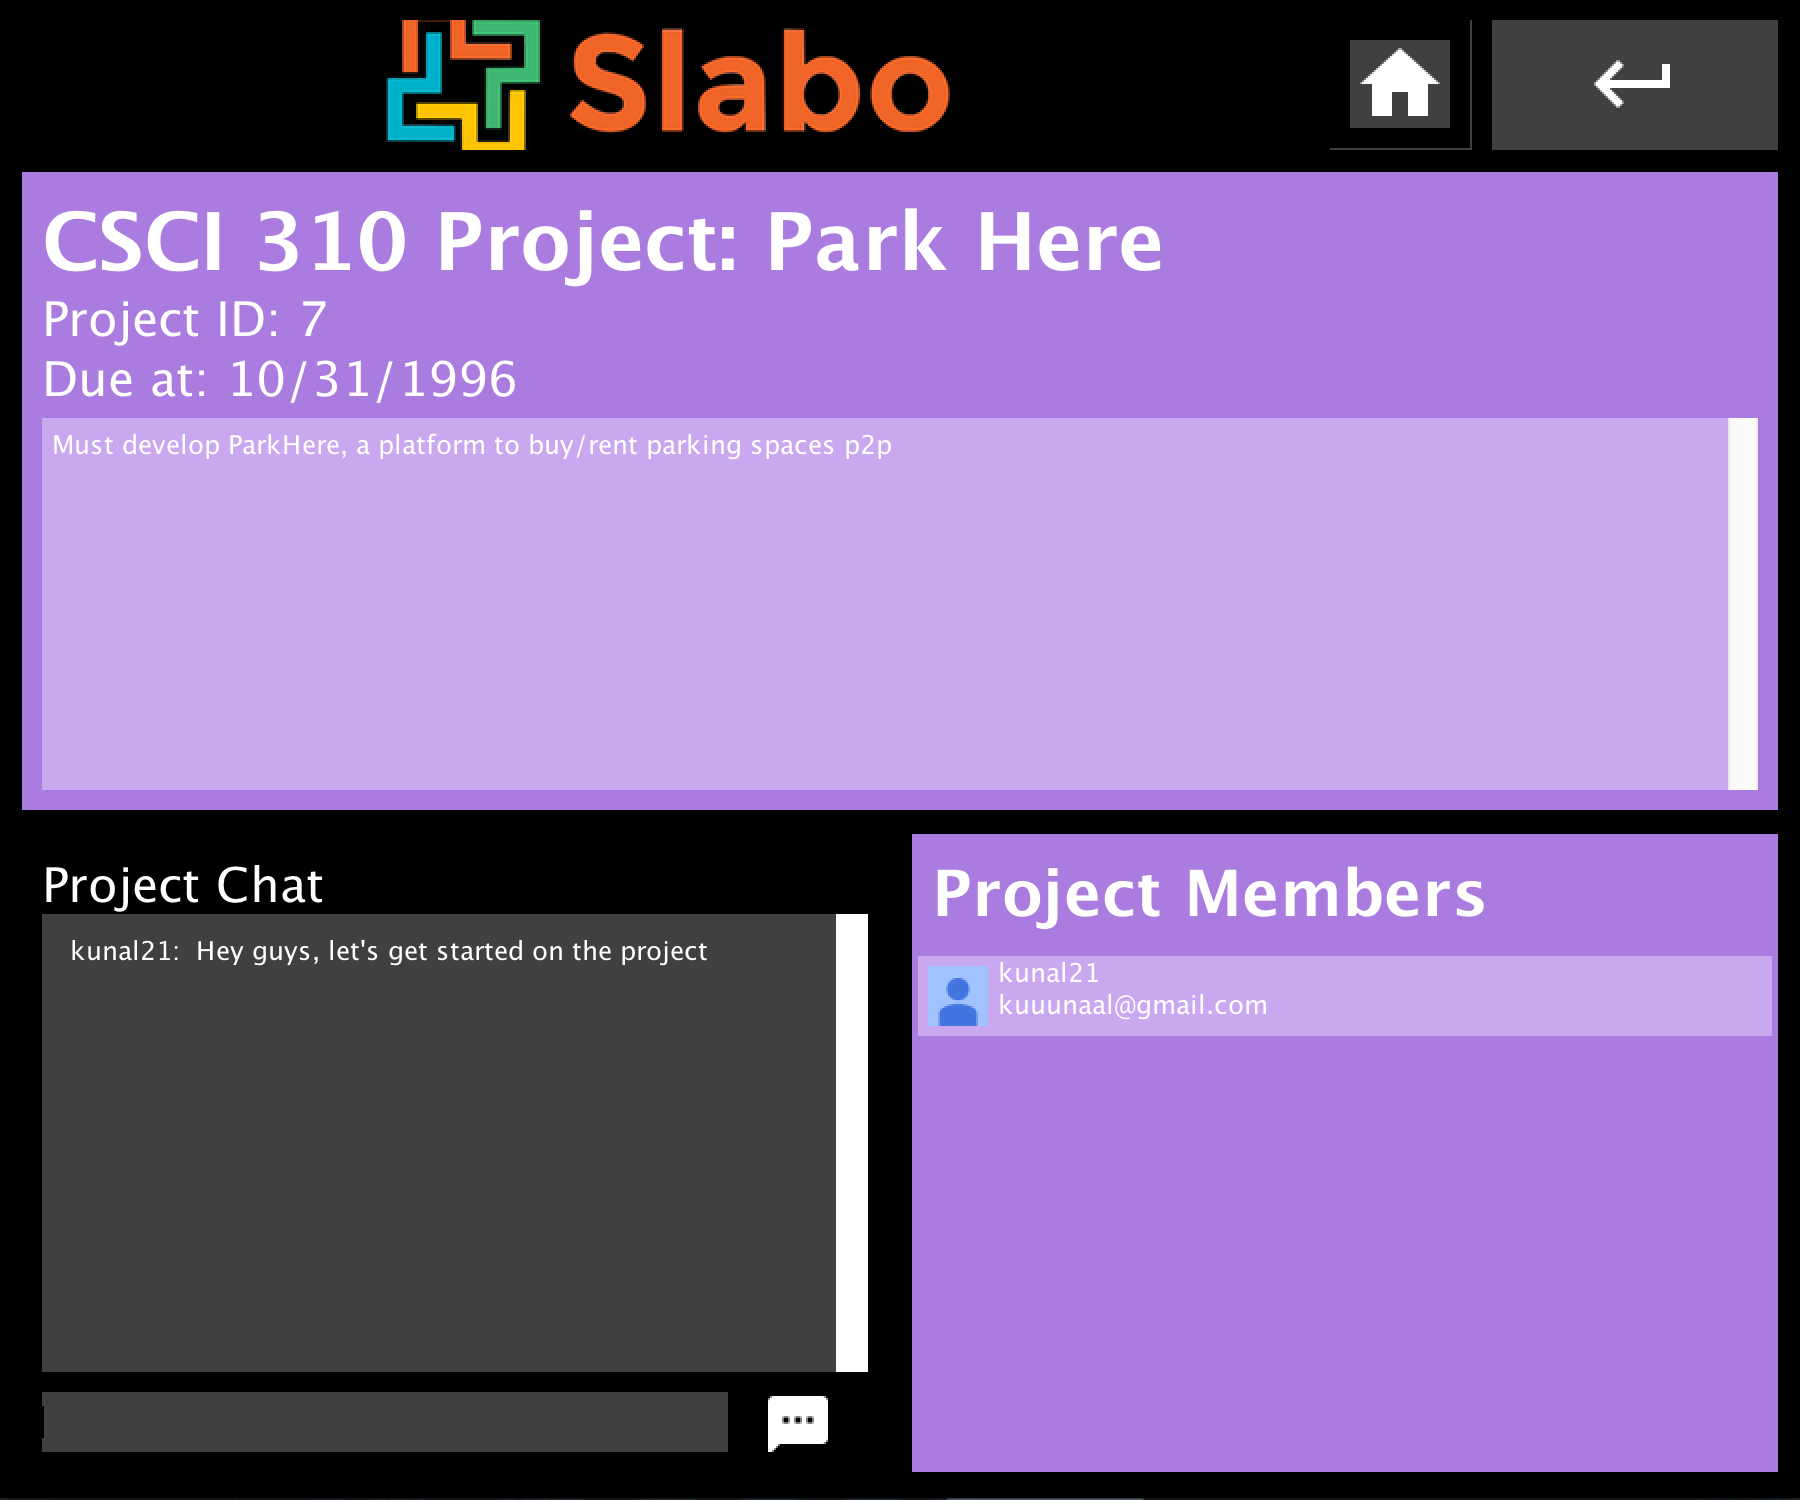 Slabo
CSCI 310 Project: Park Here
Project ID: 7
Due at: 10/31/1996
Must develop ParkHere, a platform to buy/rent parking spaces p2p
Project Chat
kunal21: Hey guys, let's get started on the project
Project Members
kunal21
kuuunaal@gmail.com